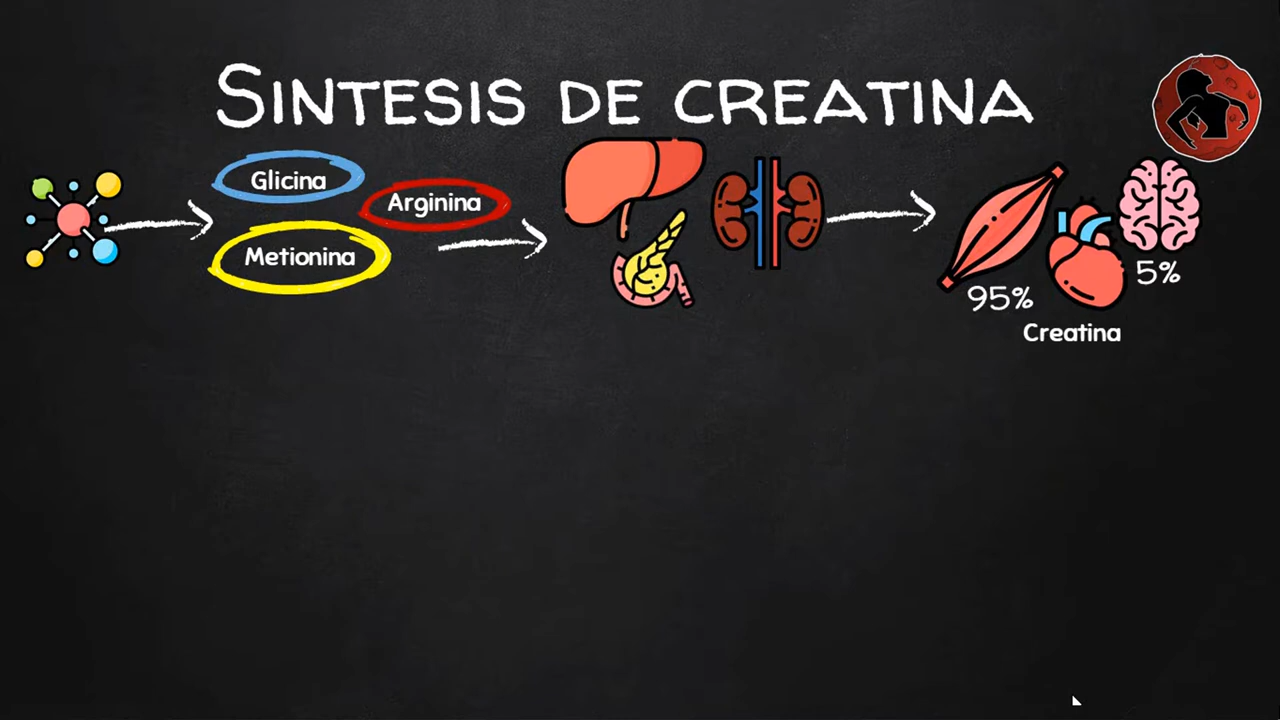 SINTESIS DE CREATINA
Glicina
Arginina
Metionina
95%
5%
Creatina